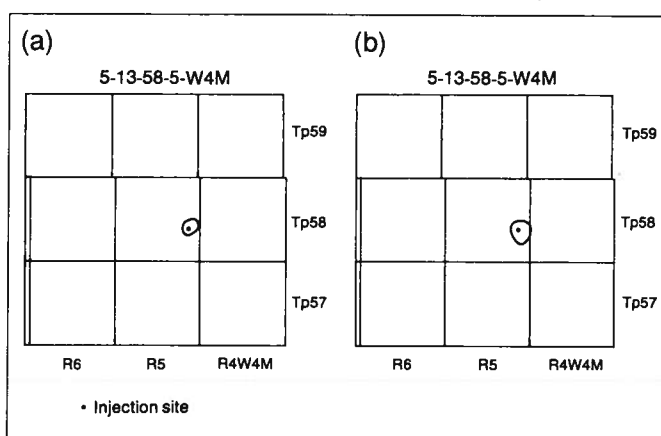 (a)
5-13-58-5-W4M
Tp59
Tp58
Tp57
R6 R5 R4W4M
(b)
5-13-58-5-W4M
Tp59
Tp58
Tp57
R6 R5 R4W4M
• Injection site